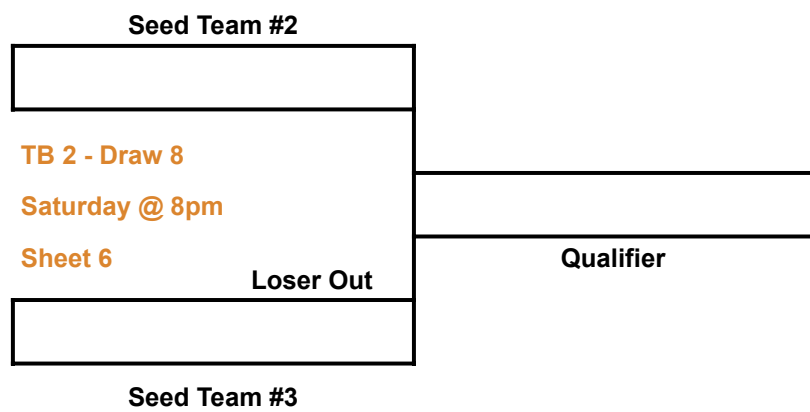 Seed Team #2
TB 2 - Draw 8
Saturday @ 8pm
Sheet 6
Loser Out
Qualifier
Seed Team #3